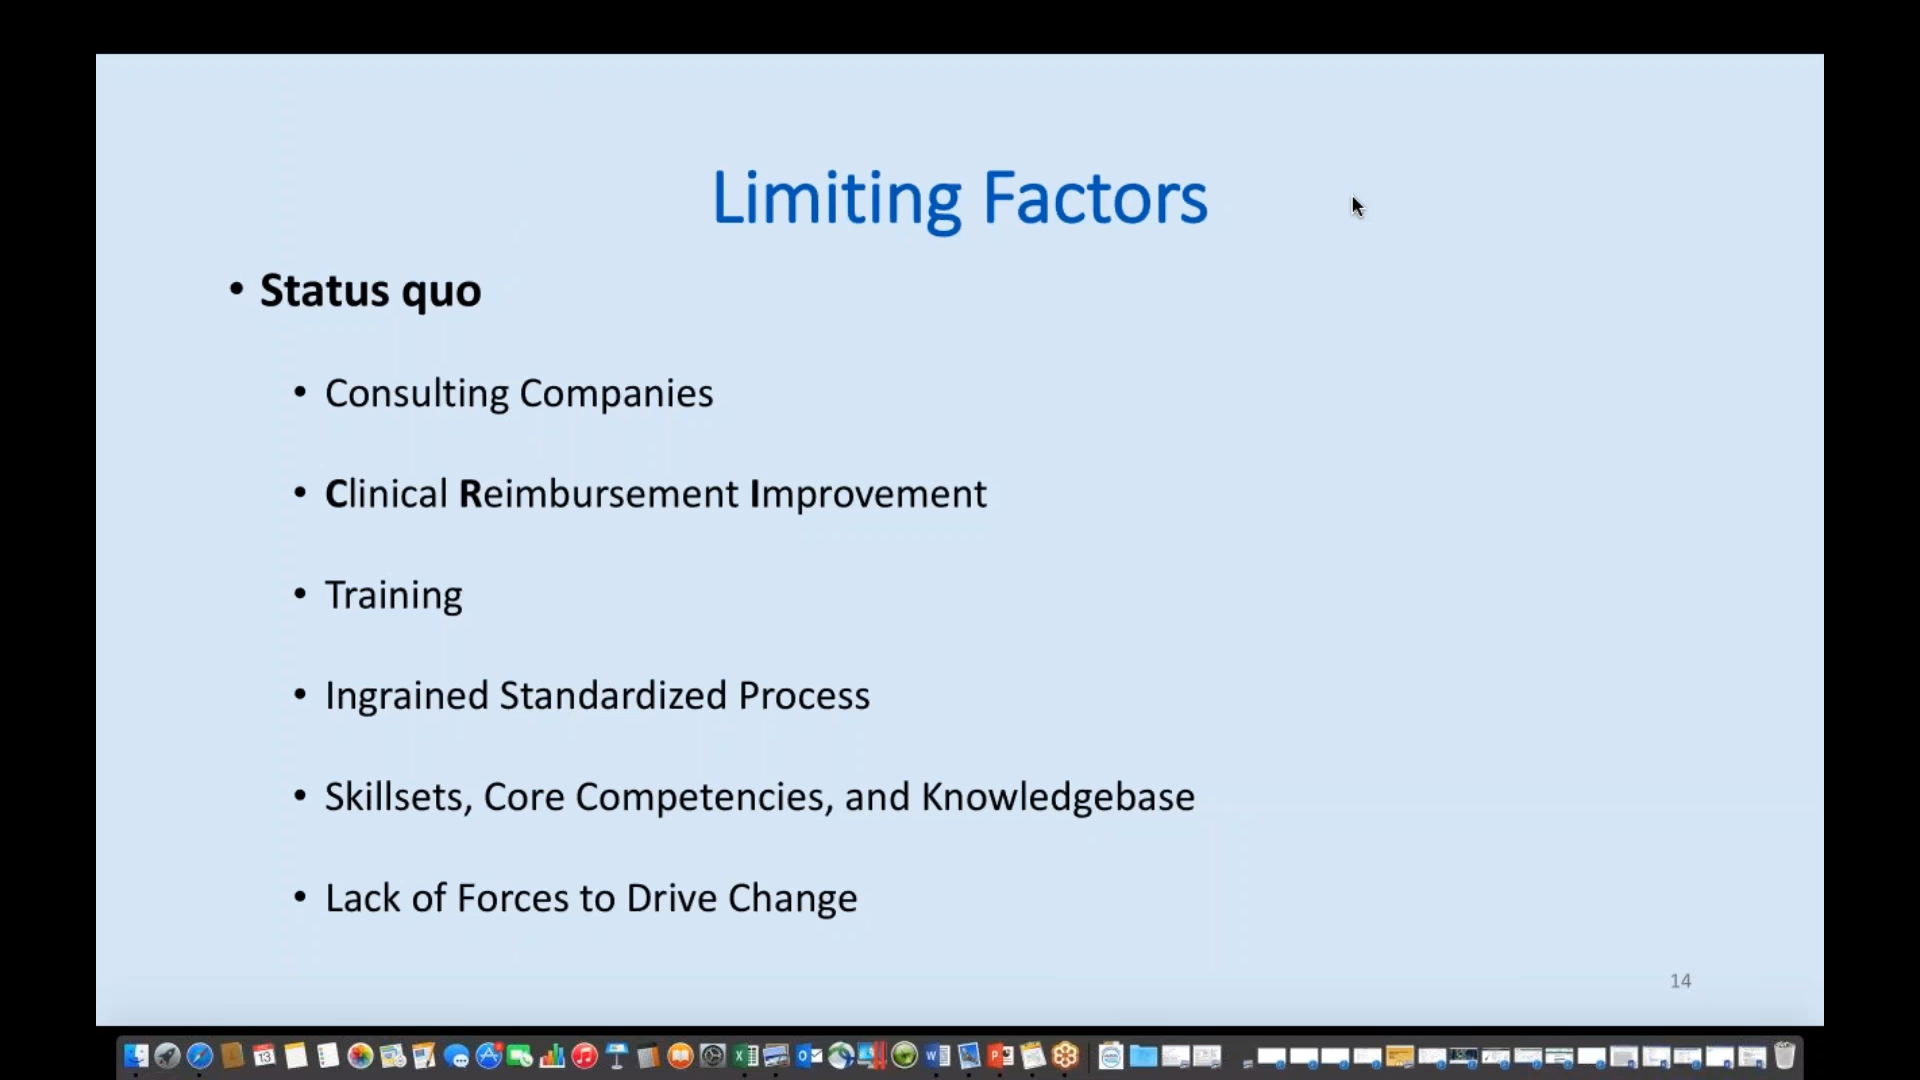 Limiting Factors
• Status quo
• Consulting Companies
• Clinical Reimbursement Improvement
• Training
• Ingrained Standardized Process
• Skillsets, Core Competencies, and Knowledgebase
• Lack of Forces to Drive Change
14
13